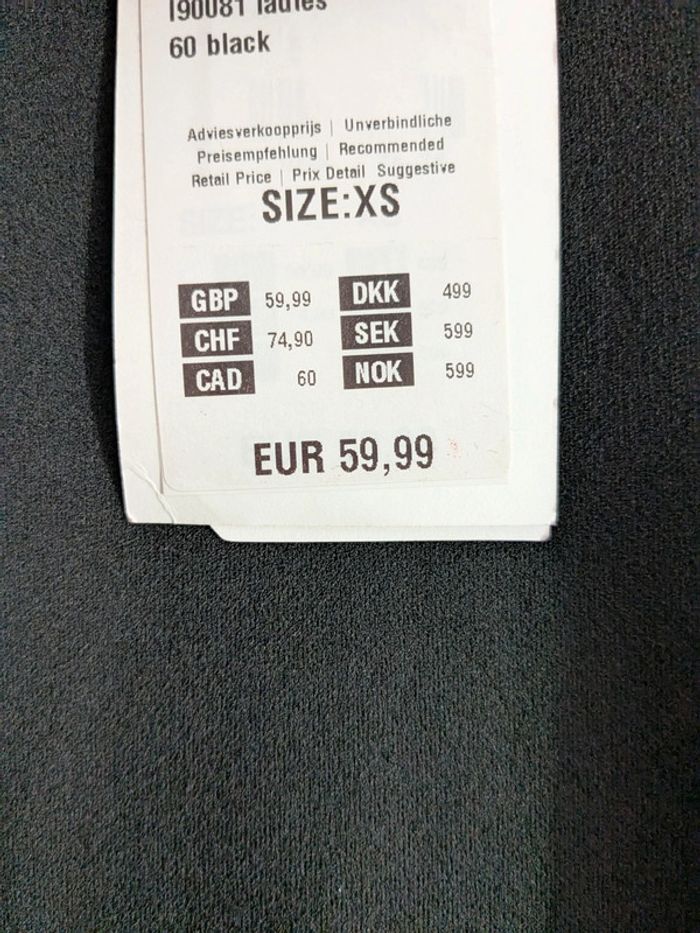 190081 ladies
60 black
Adviesverkoopprijs | Unverbindliche
Preisempfehlung | Recommended
Retail Price | Prix Detail Suggestive
SIZE:XS
GBP 59,99 DKK 499
CHF 74,90 SEK 599
CAD 60 NOK 599
EUR 59,99